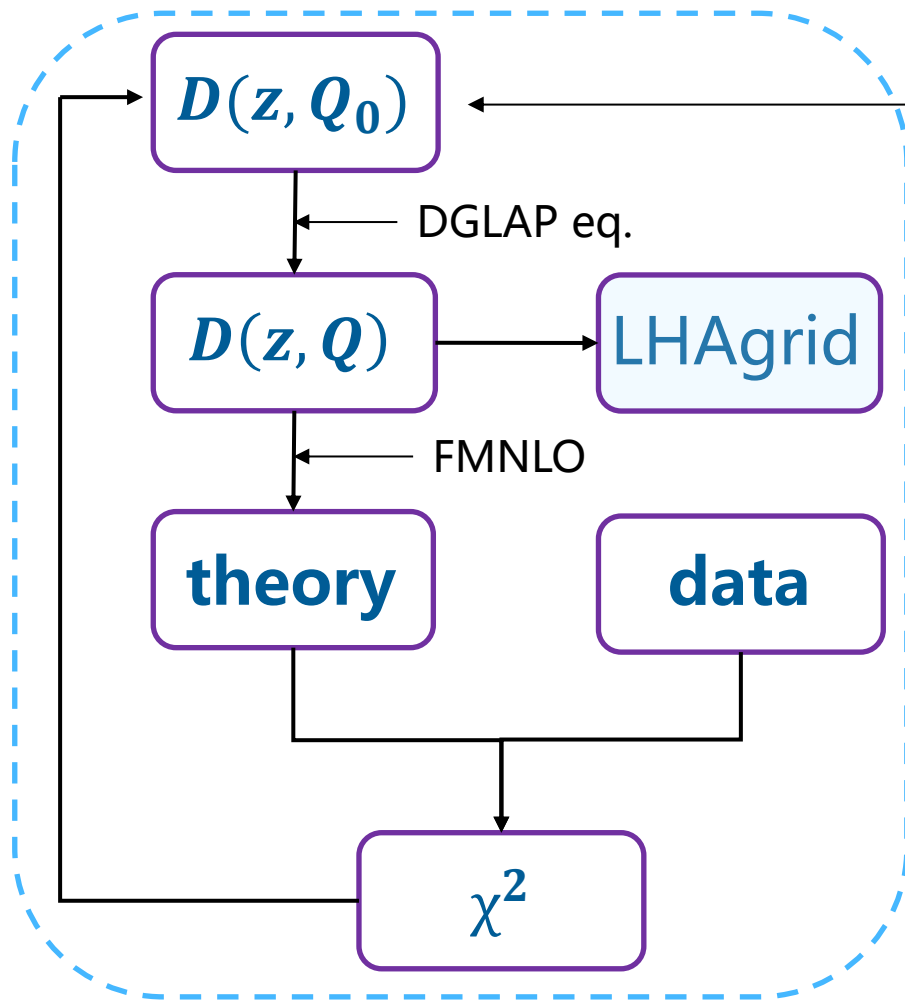 D(z, Q₀)
DGLAP eq.
D(z, Q)
LHAgrid
FMNLO
theory
data
χ²